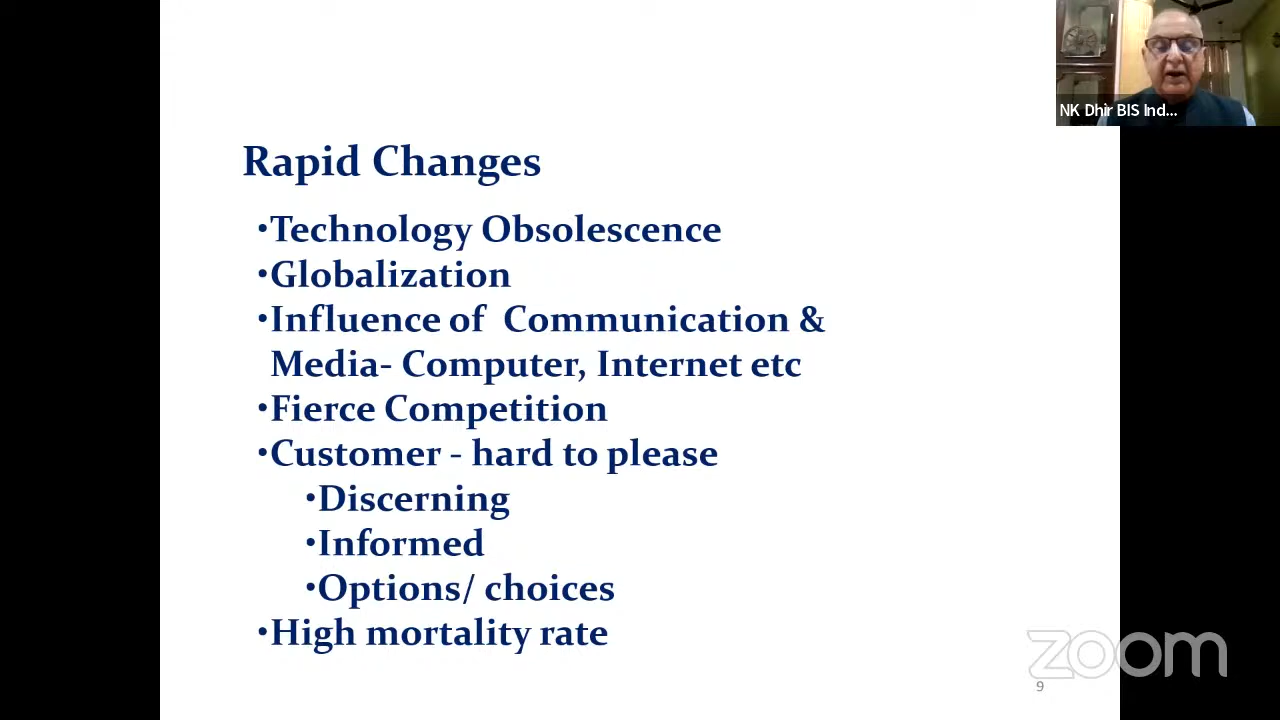 NK Dhir BIS Ind...
Rapid Changes
•Technology Obsolescence
•Globalization
•Influence of Communication &
Media- Computer, Internet etc
•Fierce Competition
•Customer - hard to please
•Discerning
•Informed
•Options/ choices
•High mortality rate
zoom
9